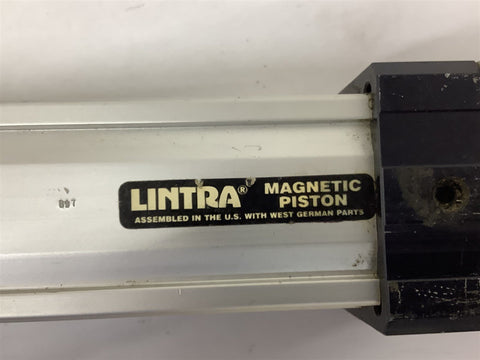 LINTRA® MAGNETIC PISTON
ASSEMBLED IN THE U.S. WITH WEST GERMAN PARTS